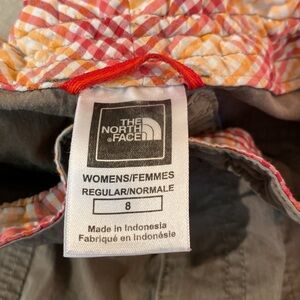 THE
NORTH
FACE
WOMENS/FEMMES
REGULAR/NORMALE
8
Made in Indonesia
Fabriqué en Indonésie